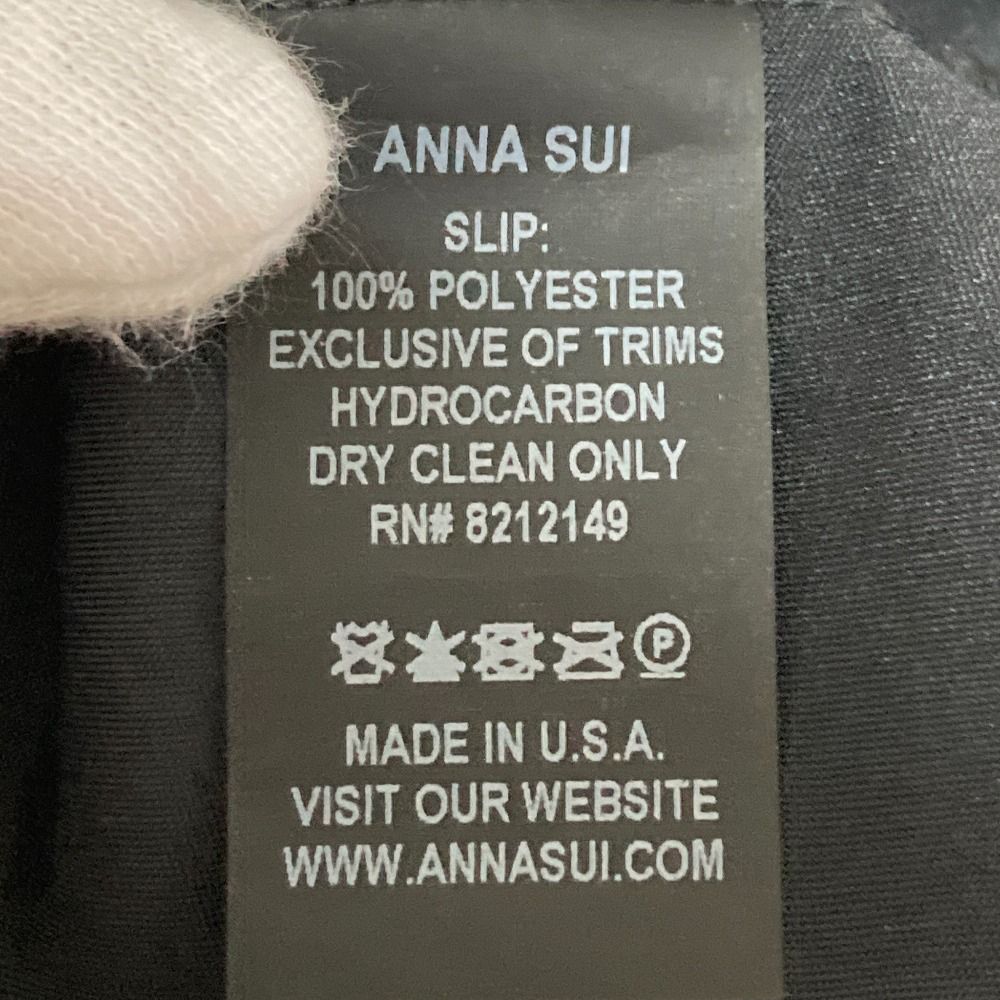 ANNA SUI
SLIP:
100% POLYESTER
EXCLUSIVE OF TRIMS
HYDROCARBON
DRY CLEAN ONLY
RN# 8212149
P
MADE IN U.S.A.
VISIT OUR WEBSITE
WWW.ANNASUI.COM